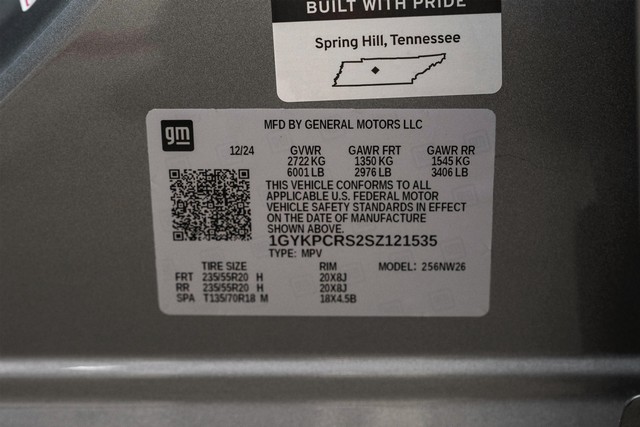 BUILT WITH PRIDE
Spring Hill, Tennessee
gm
MFD BY GENERAL MOTORS LLC
12/24 GVWR GAWR FRT GAWR RR
2722 KG 1350 KG 1545 KG
6001 LB 2976 LB 3406 LB
THIS VEHICLE CONFORMS TO ALL
APPLICABLE U.S. FEDERAL MOTOR
VEHICLE SAFETY STANDARDS IN EFFECT
ON THE DATE OF MANUFACTURE
SHOWN ABOVE.
1GYKPCRS2SZ121535
TYPE: MPV
TIRE SIZE RIM MODEL: 256NW26
FRT 235/55R20 H 20X8J
RR 235/55R20 H 20X8J
SPA T135/70R18 M 18X4.5B